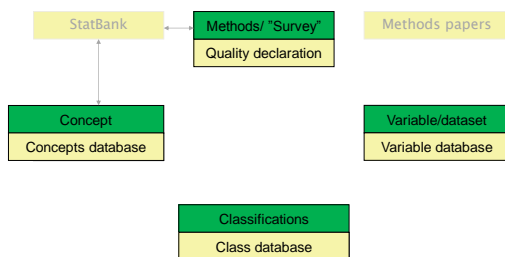 StatBank
Methods/ ”Survey”
Quality declaration
Methods papers
Concept
Concepts database
Variable/dataset
Variable database
Classifications
Class database